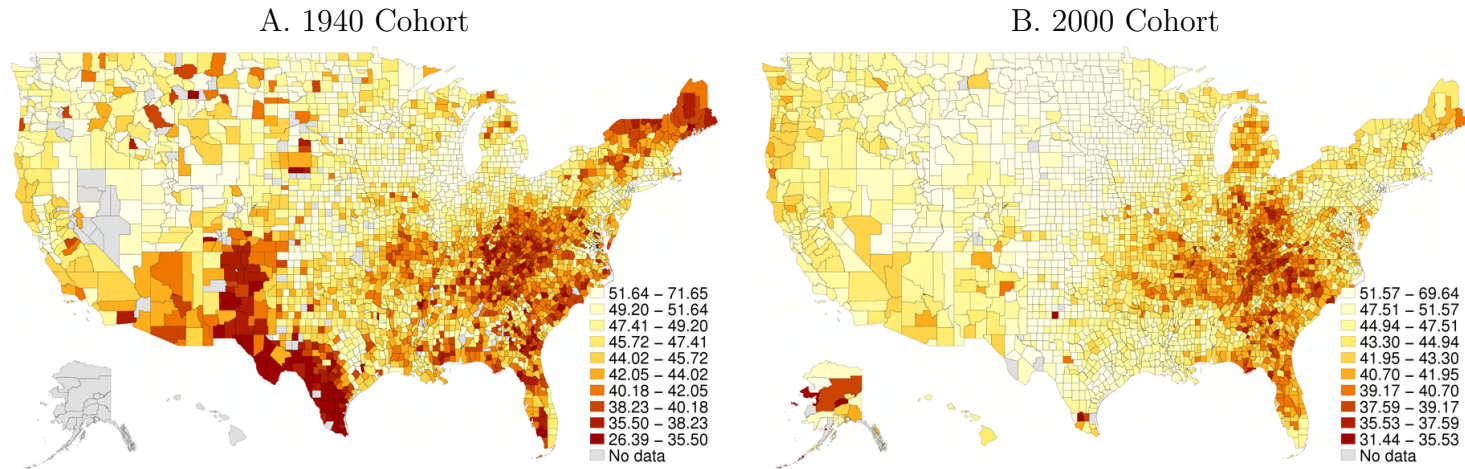 A. 1940 Cohort
51.64 – 71.65
49.20 – 51.64
47.41 – 49.20
45.72 – 47.41
44.02 – 45.72
42.05 – 44.02
40.18 – 42.05
38.23 – 40.18
35.50 – 38.23
26.39 – 35.50
No data
B. 2000 Cohort
51.57 – 69.64
47.51 – 51.57
44.94 – 47.51
43.30 – 44.94
41.95 – 43.30
40.70 – 41.95
39.17 – 40.70
37.59 – 39.17
35.53 – 37.59
31.44 – 35.53
No data